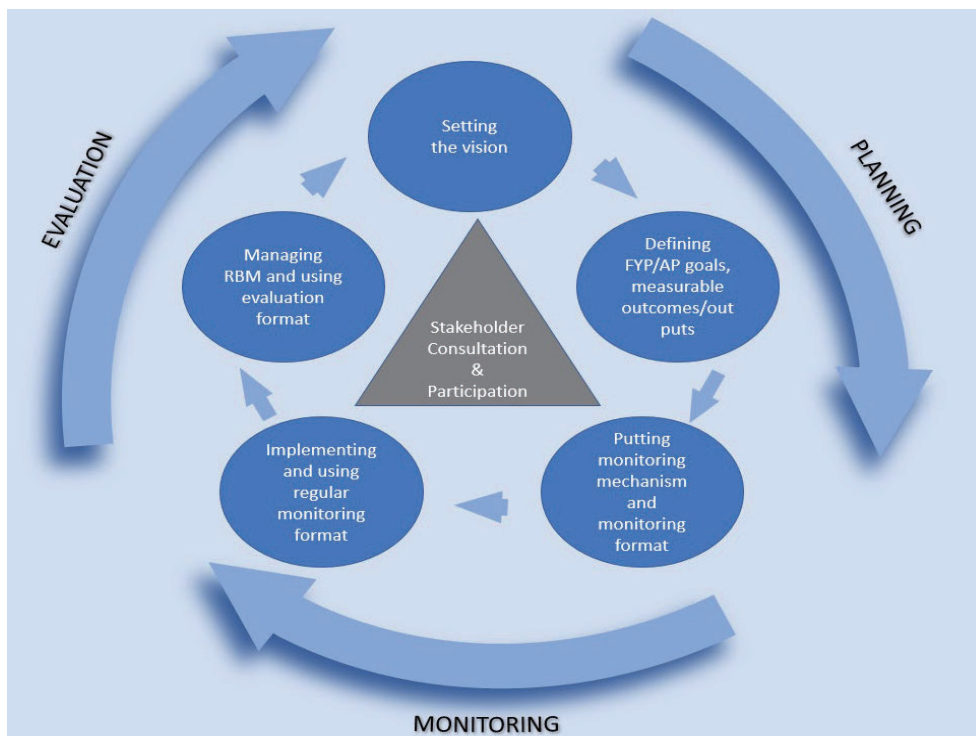 Setting
the vision
Defining
FYP/AP goals,
measurable
outcomes/out
puts
Putting
monitoring
mechanism
and
monitoring
format
Implementing
and using
regular
monitoring
format
Managing
RBM and using
evaluation
format
Stakeholder
Consultation
&
Participation
PLANNING
MONITORING
EVALUATION